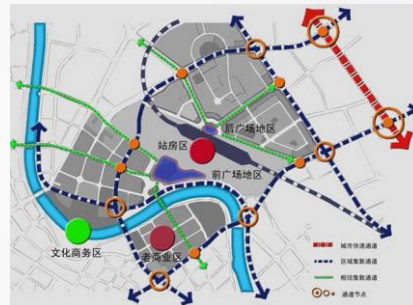 后广场地区
站房区
前广场地区
文化商务区
老商业区
城市快速通道
区域集散通道
枢纽集散通道
通道节点